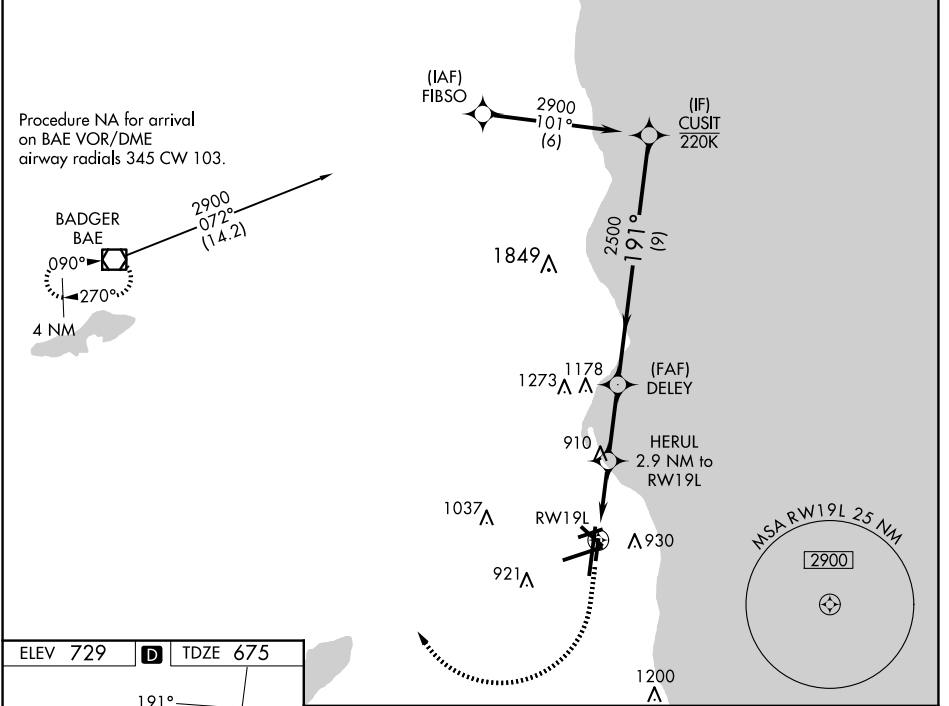 (IAF)
FIBSO
2900
101°
(6)
(IF)
CUSIT
220K
Procedure NA for arrival
on BAE VOR/DME
airway radials 345 CW 103.
2900
072°
(14.2)
BADGER
BAE
090°
270°
4 NM
2500
191°
(9)
1849
1273
1178
(FAF)
DELEY
910
HERUL
2.9 NM to
RW19L
1037
RW19L
930
921
MSA RW19L 25 NM
2900
ELEV 729 D TDZE 675
191°
1200